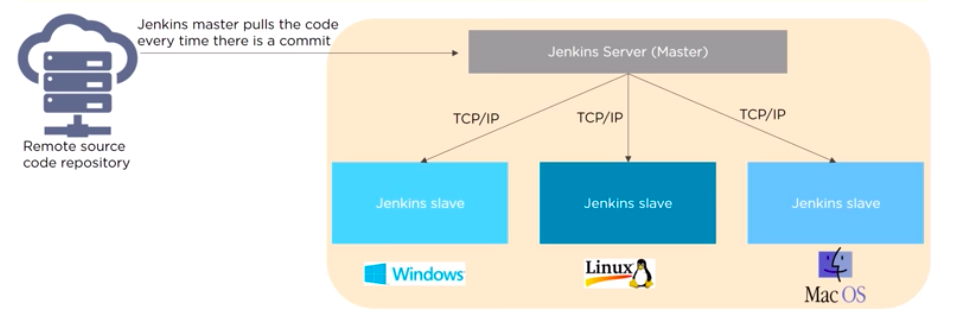 Jenkins master pulls the code
every time there is a commit
Jenkins Server (Master)
TCP/IP
TCP/IP
TCP/IP
Remote source
code repository
Jenkins slave
Jenkins slave
Jenkins slave
Windows
Linux
Mac OS